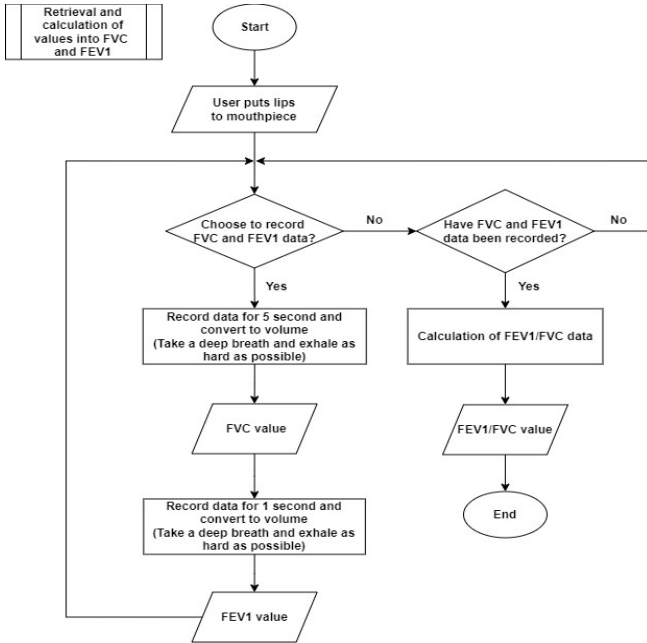 Retrieval and
calculation of
values into FVC
and FEV1
Start
User puts lips
to mouthpiece
Choose to record
FVC and FEV1 data?
No
Have FVC and FEV1
data been recorded?
No
Yes
Yes
Record data for 5 second and
convert to volume
(Take a deep breath and exhale as
hard as possible)
Calculation of FEV1/FVC data
FVC value
FEV1/FVC value
Record data for 1 second and
convert to volume
(Take a deep breath and exhale as
hard as possible)
End
FEV1 value